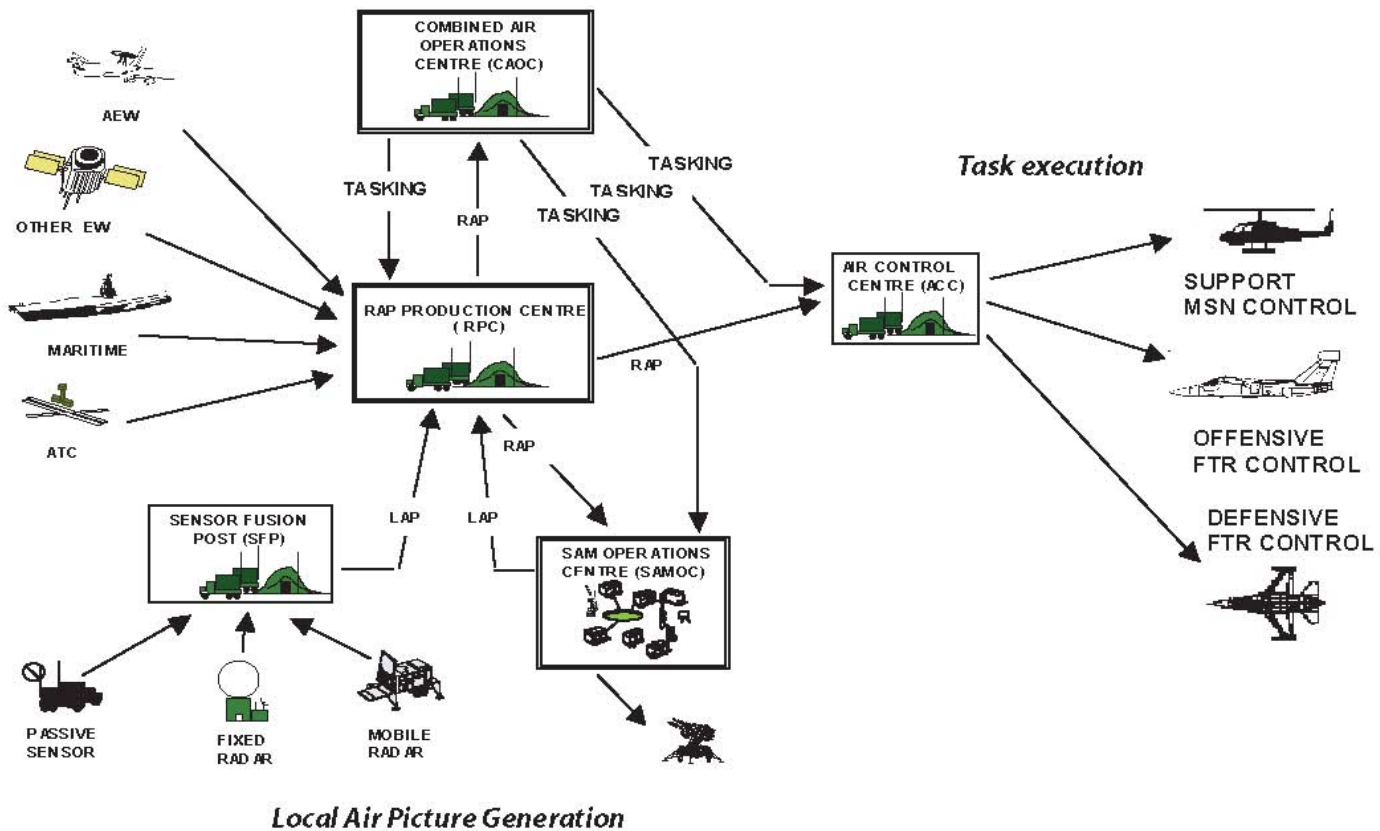 COMBINED AIR
OPERATIONS
CENTRE (CAOC)
AEW
TASKING
RAP
TASKING
TASKING
TASKING
Task execution
OTHER EW
MARITIME
ATC
RAP PRODUCTION CENTRE
(RPC)
RAP
AIR CONTROL
CENTRE (ACC)
SUPPORT
MSN CONTROL
OFFENSIVE
FTR CONTROL
DEFENSIVE
FTR CONTROL
RAP
LAP
LAP
SENSOR FUSION
POST (SFP)
SAM OPERATIONS
CENTRE (SAMOC)
PASSIVE
SENSOR
FIXED
RADAR
MOBILE
RADAR
Local Air Picture Generation